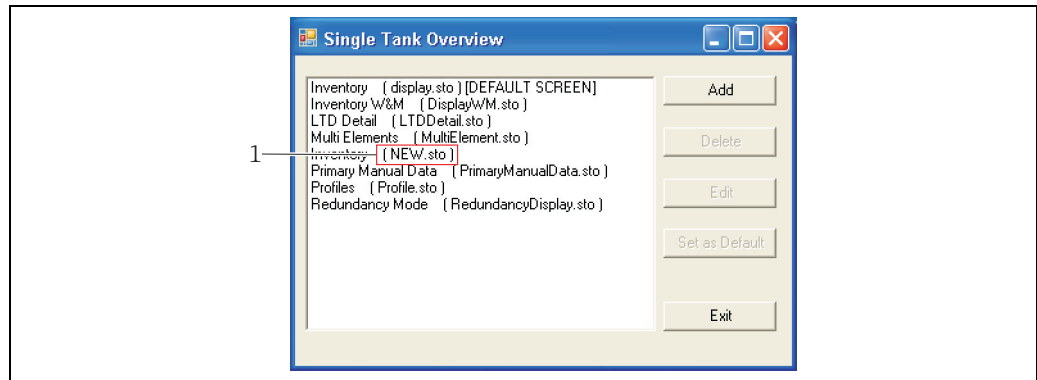 Single Tank Overview
Inventory ( display.sto ) [DEFAULT SCREEN]
Inventory W&M ( DisplayWM.sto )
LTD Detail ( LTDDetail.sto )
Multi Elements ( MultiElement.sto )
1
Inventory ( NEW.sto )
Primary Manual Data ( PrimaryManualData.sto )
Profiles ( Profile.sto )
Redundancy Mode ( RedundancyDisplay.sto )
Add
Delete
Edit
Set as Default
Exit